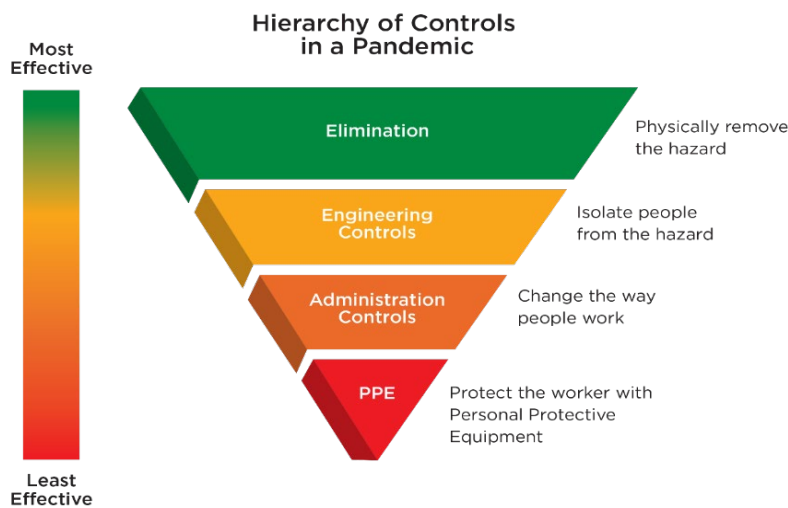 Hierarchy of Controls
in a Pandemic
Most
Effective
Elimination
Physically remove
the hazard
Engineering
Controls
Isolate people
from the hazard
Administration
Controls
Change the way
people work
PPE
Protect the worker with
Personal Protective
Equipment
Least
Effective